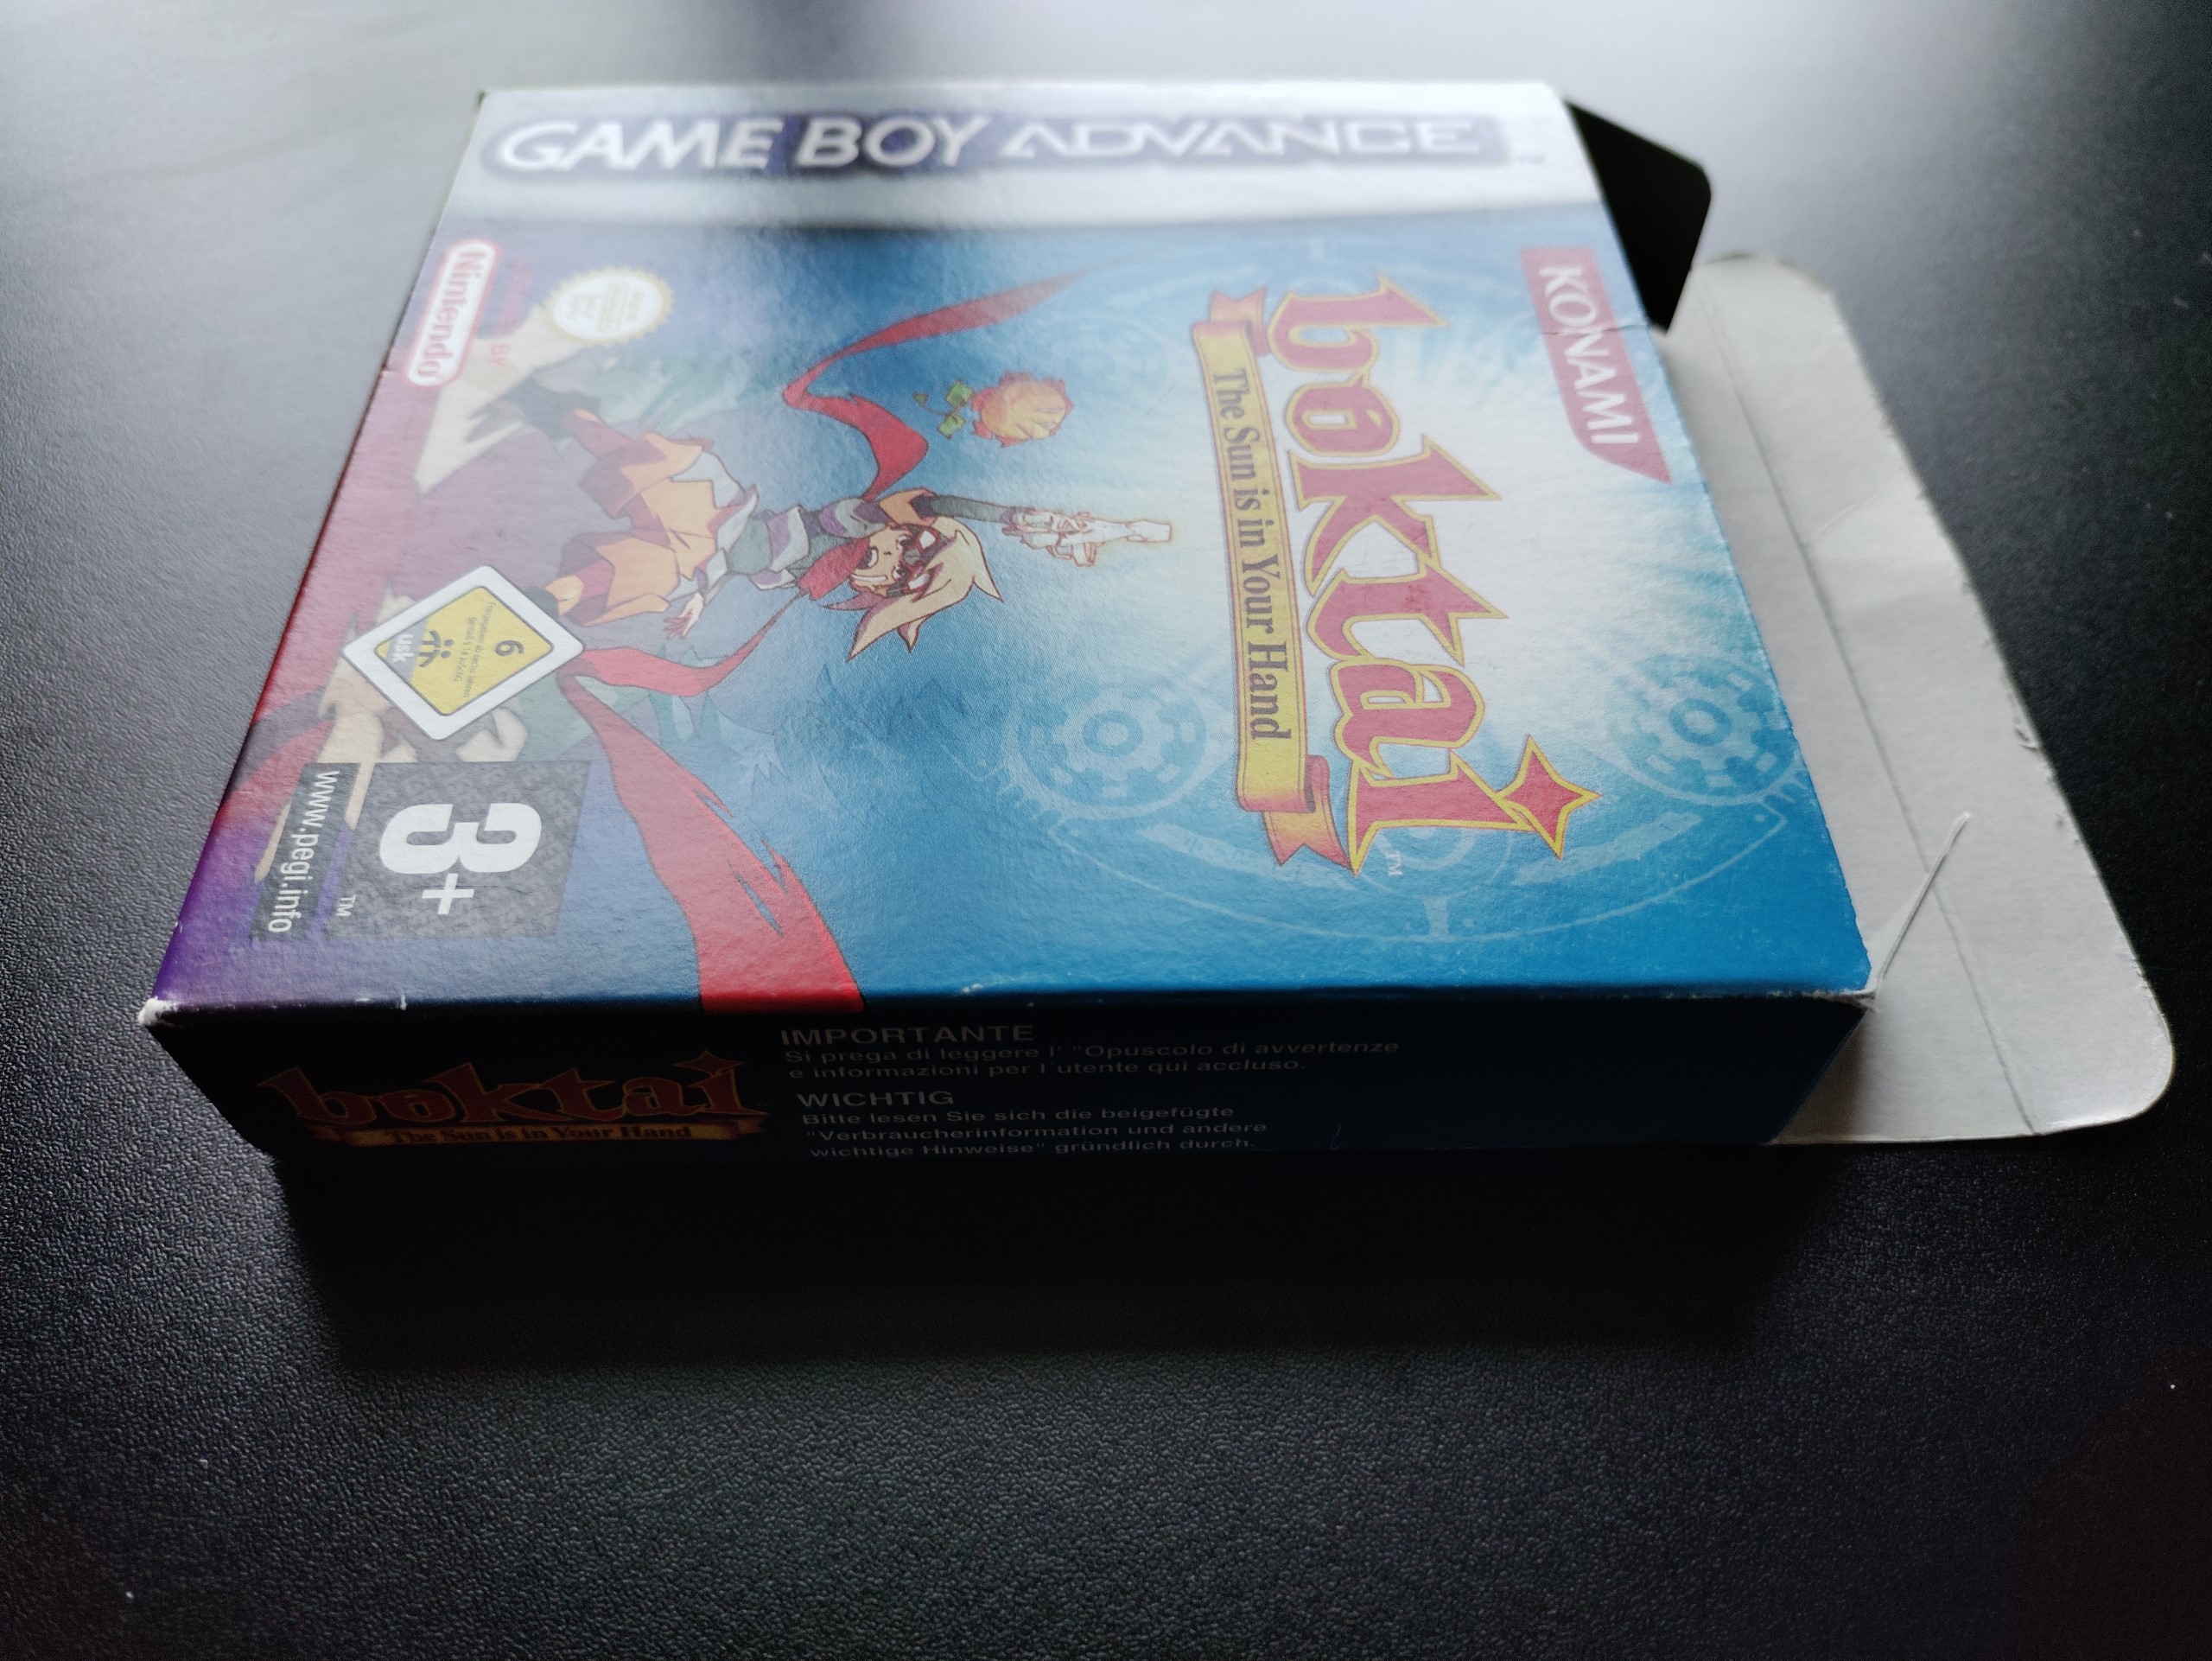 GAME BOY ADVANCE
KONAMI
boktai
TM
The Sun is in Your Hand
Nintendo
6
usk
3+
TM
www.pegi.info
boktai
The Sun is in Your Hand
IMPORTANTE
Si prega di leggere l' "Opuscolo di avvertenze
e informazioni per l'utente qui accluso.
WICHTIG
Bitte lesen Sie sich die beigefügte
"Verbraucherinformation und andere
wichtige Hinweise" gründlich durch.